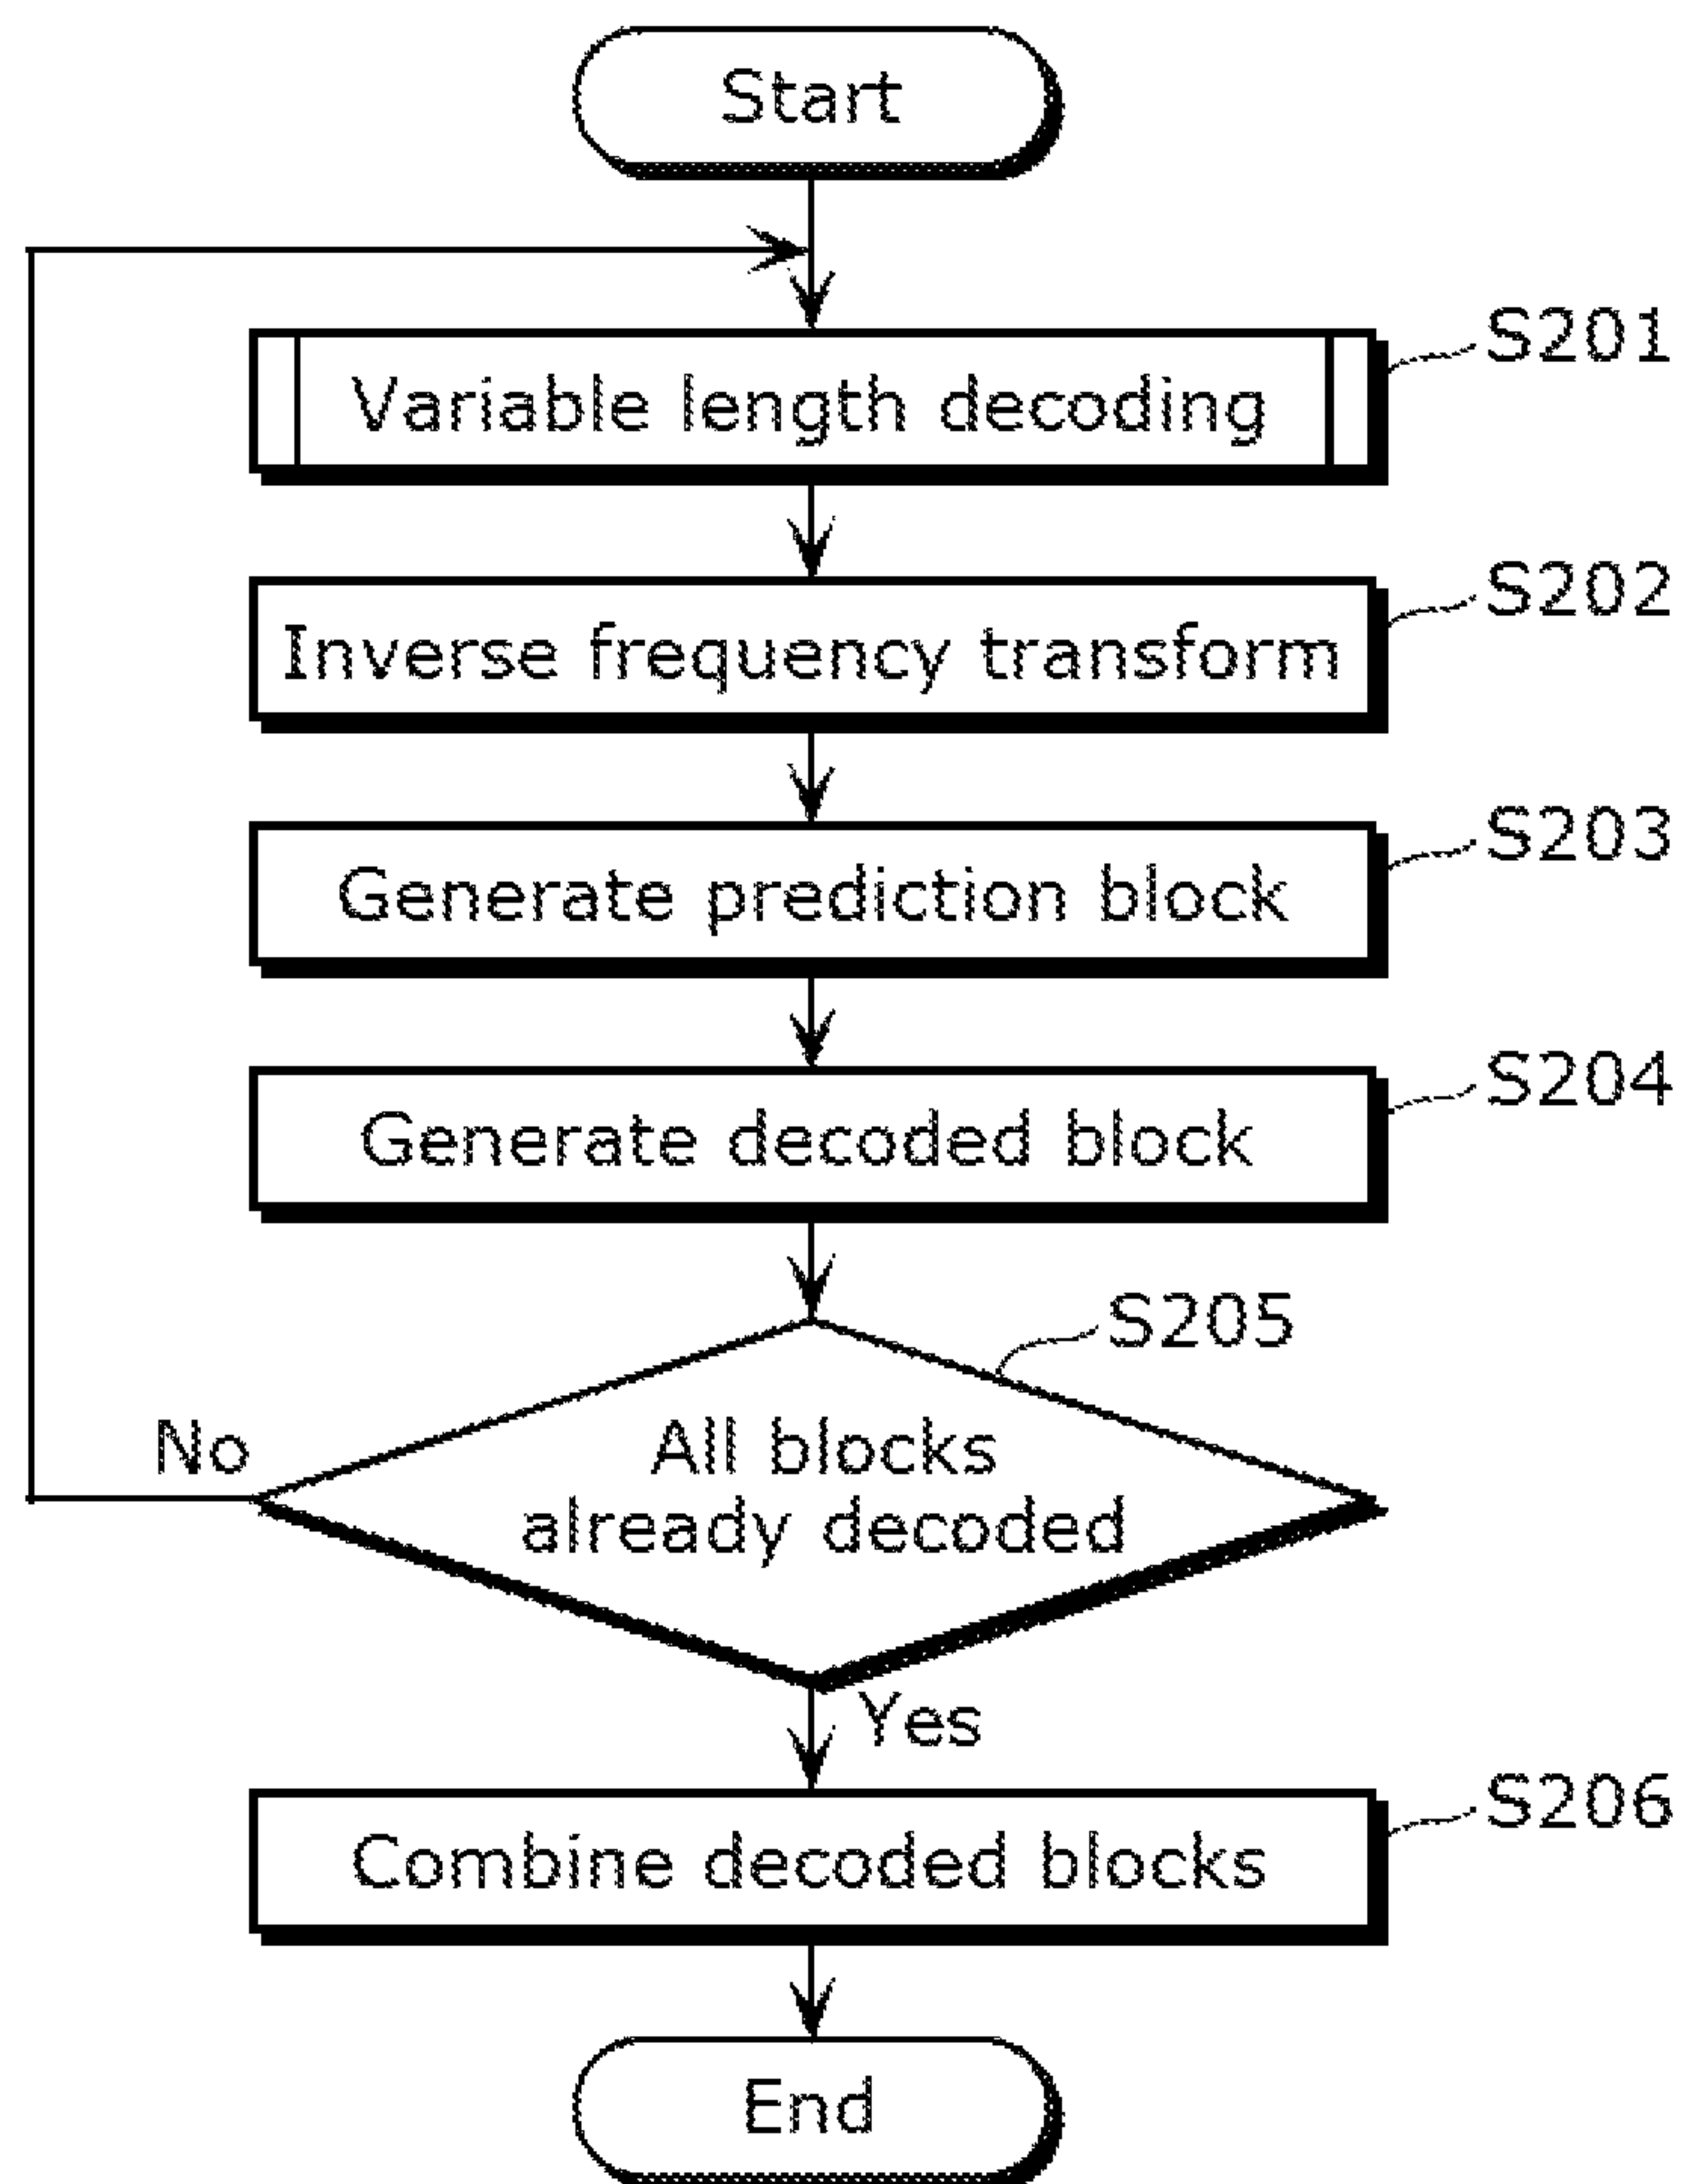 Start
Variable length decoding
S201
Inverse frequency transform
S202
Generate prediction block
S203
Generate decoded block
S204
S205
All blocks
already decoded
No
Yes
Combine decoded blocks
S206
End